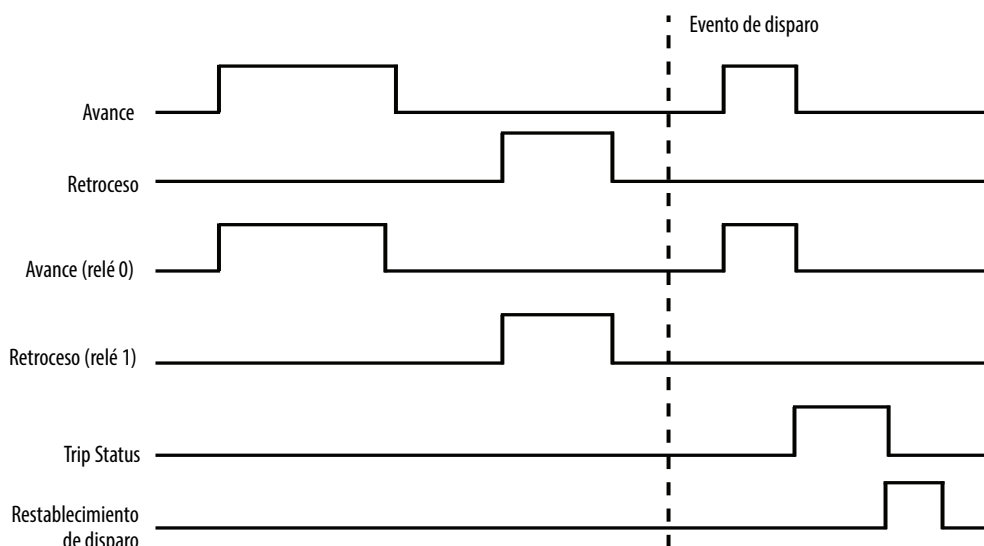 Evento de disparo
Avance
Retroceso
Avance (relé 0)
Retroceso (relé 1)
Trip Status
Restablecimiento
de disparo